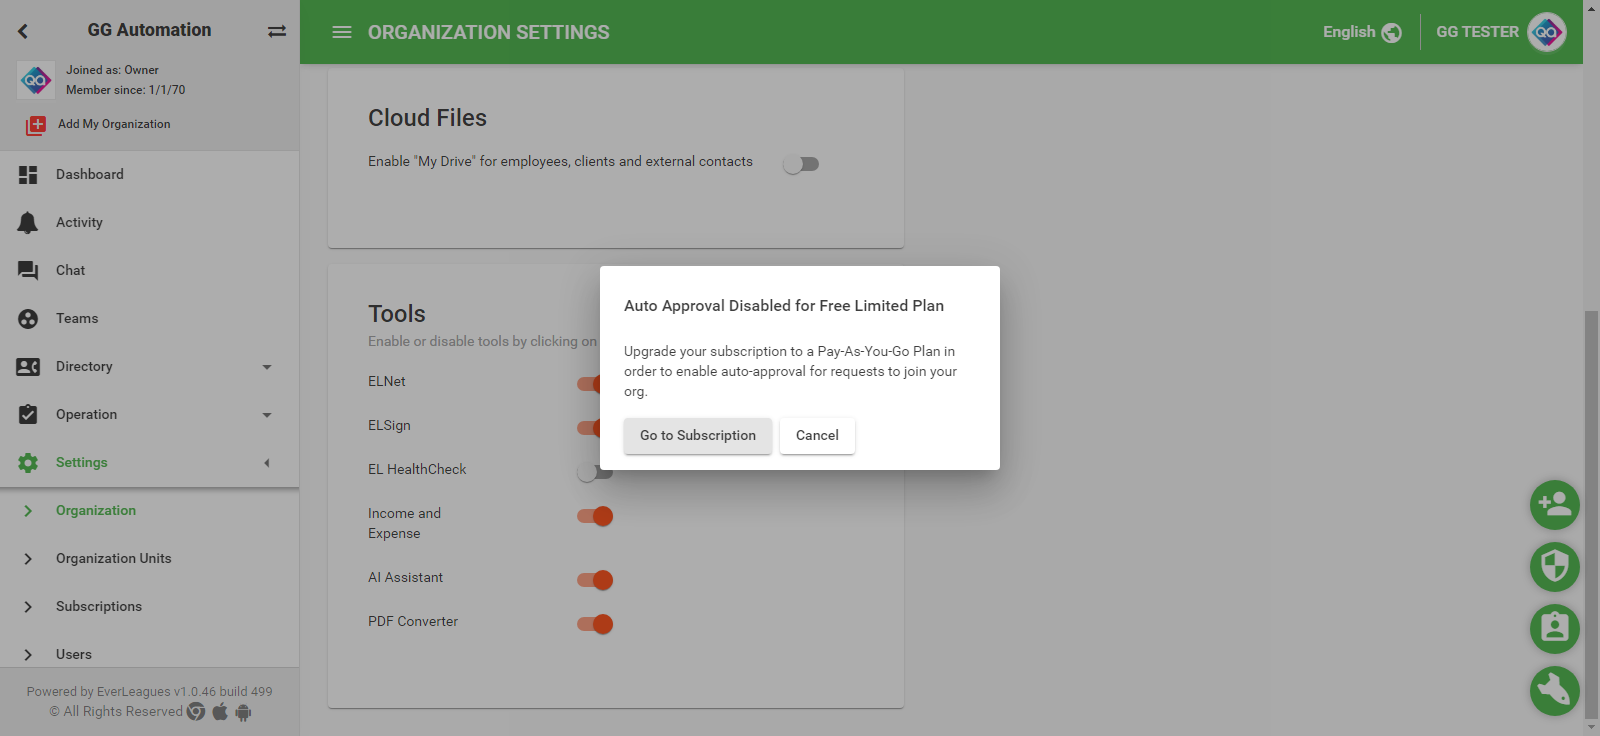 GG Automation
Joined as: Owner
Member since: 1/1/70
Add My Organization
Dashboard
Activity
Chat
Teams
Directory
Operation
Settings
Organization
Organization Units
Subscriptions
Users
Powered by EverLeagues v1.0.46 build 499
© All Rights Reserved
ORGANIZATION SETTINGS
English
GG TESTER
Cloud Files
Enable "My Drive" for employees, clients and external contacts
Tools
Enable or disable tools by clicking on
ELNet
ELSign
EL HealthCheck
Income and
Expense
AI Assistant
PDF Converter
Auto Approval Disabled for Free Limited Plan
Upgrade your subscription to a Pay-As-You-Go Plan in
order to enable auto-approval for requests to join your
org.
Go to Subscription
Cancel